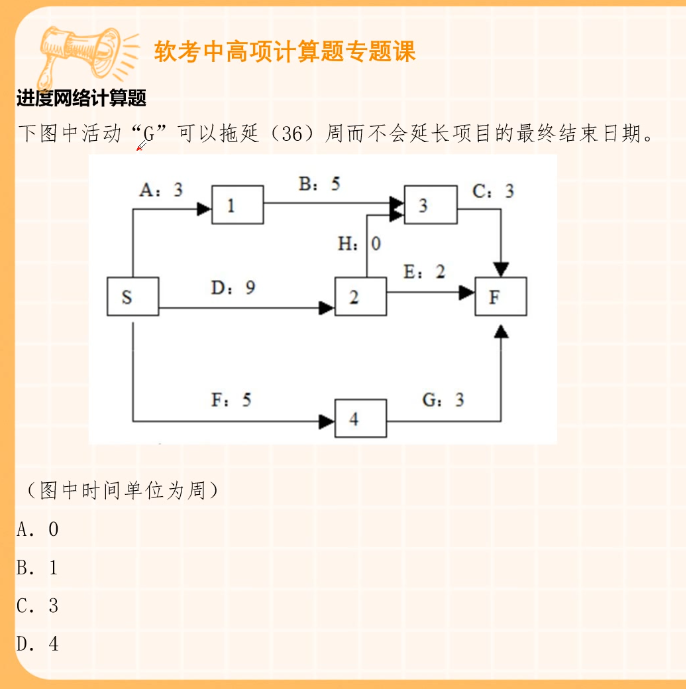 软考中高项计算题专题课
进度网络计算题
下图中活动“G”可以拖延（36）周而不会延长项目的最终结束日期。
A：3
B：5
C：3
1
3
H：0
E：2
S
D：9
2
F
F：5
G：3
4
（图中时间单位为周）
A．0
B．1
C．3
D．4